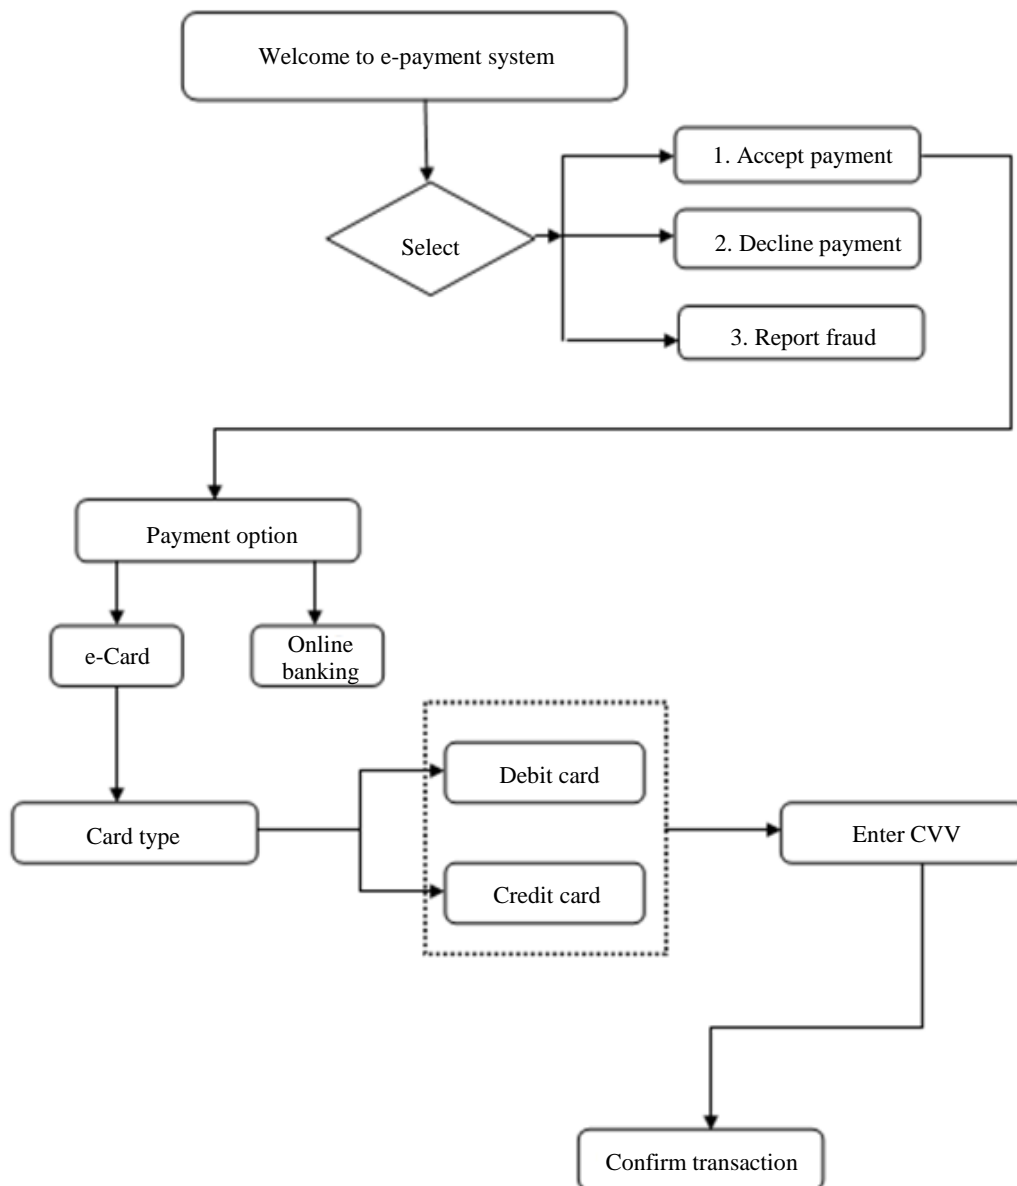 Welcome to e-payment system
1. Accept payment
Select
2. Decline payment
3. Report fraud
Payment option
e-Card
Online
banking
Debit card
Card type
Enter CVV
Credit card
Confirm transaction